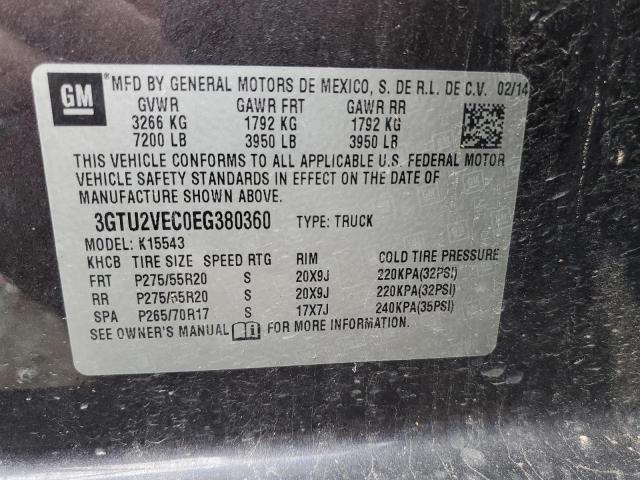 GM ® MFD BY GENERAL MOTORS DE MEXICO, S. DE R.L. DE C.V. 02/14
GVWR GAWR FRT GAWR RR
3266 KG 1792 KG 1792 KG
7200 LB 3950 LB 3950 LB
THIS VEHICLE CONFORMS TO ALL APPLICABLE U.S. FEDERAL MOTOR
VEHICLE SAFETY STANDARDS IN EFFECT ON THE DATE OF
MANUFACTURE SHOWN ABOVE.
3GTU2VEC0EG380360 TYPE: TRUCK
MODEL: K15543
KHCB TIRE SIZE SPEED RTG RIM COLD TIRE PRESSURE
FRT P275/55R20 S 20X9J 220KPA(32PSI)
RR P275/55R20 S 20X9J 220KPA(32PSI)
SPA P265/70R17 S 17X7J 240KPA(35PSI)
SEE OWNER'S MANUAL FOR MORE INFORMATION.